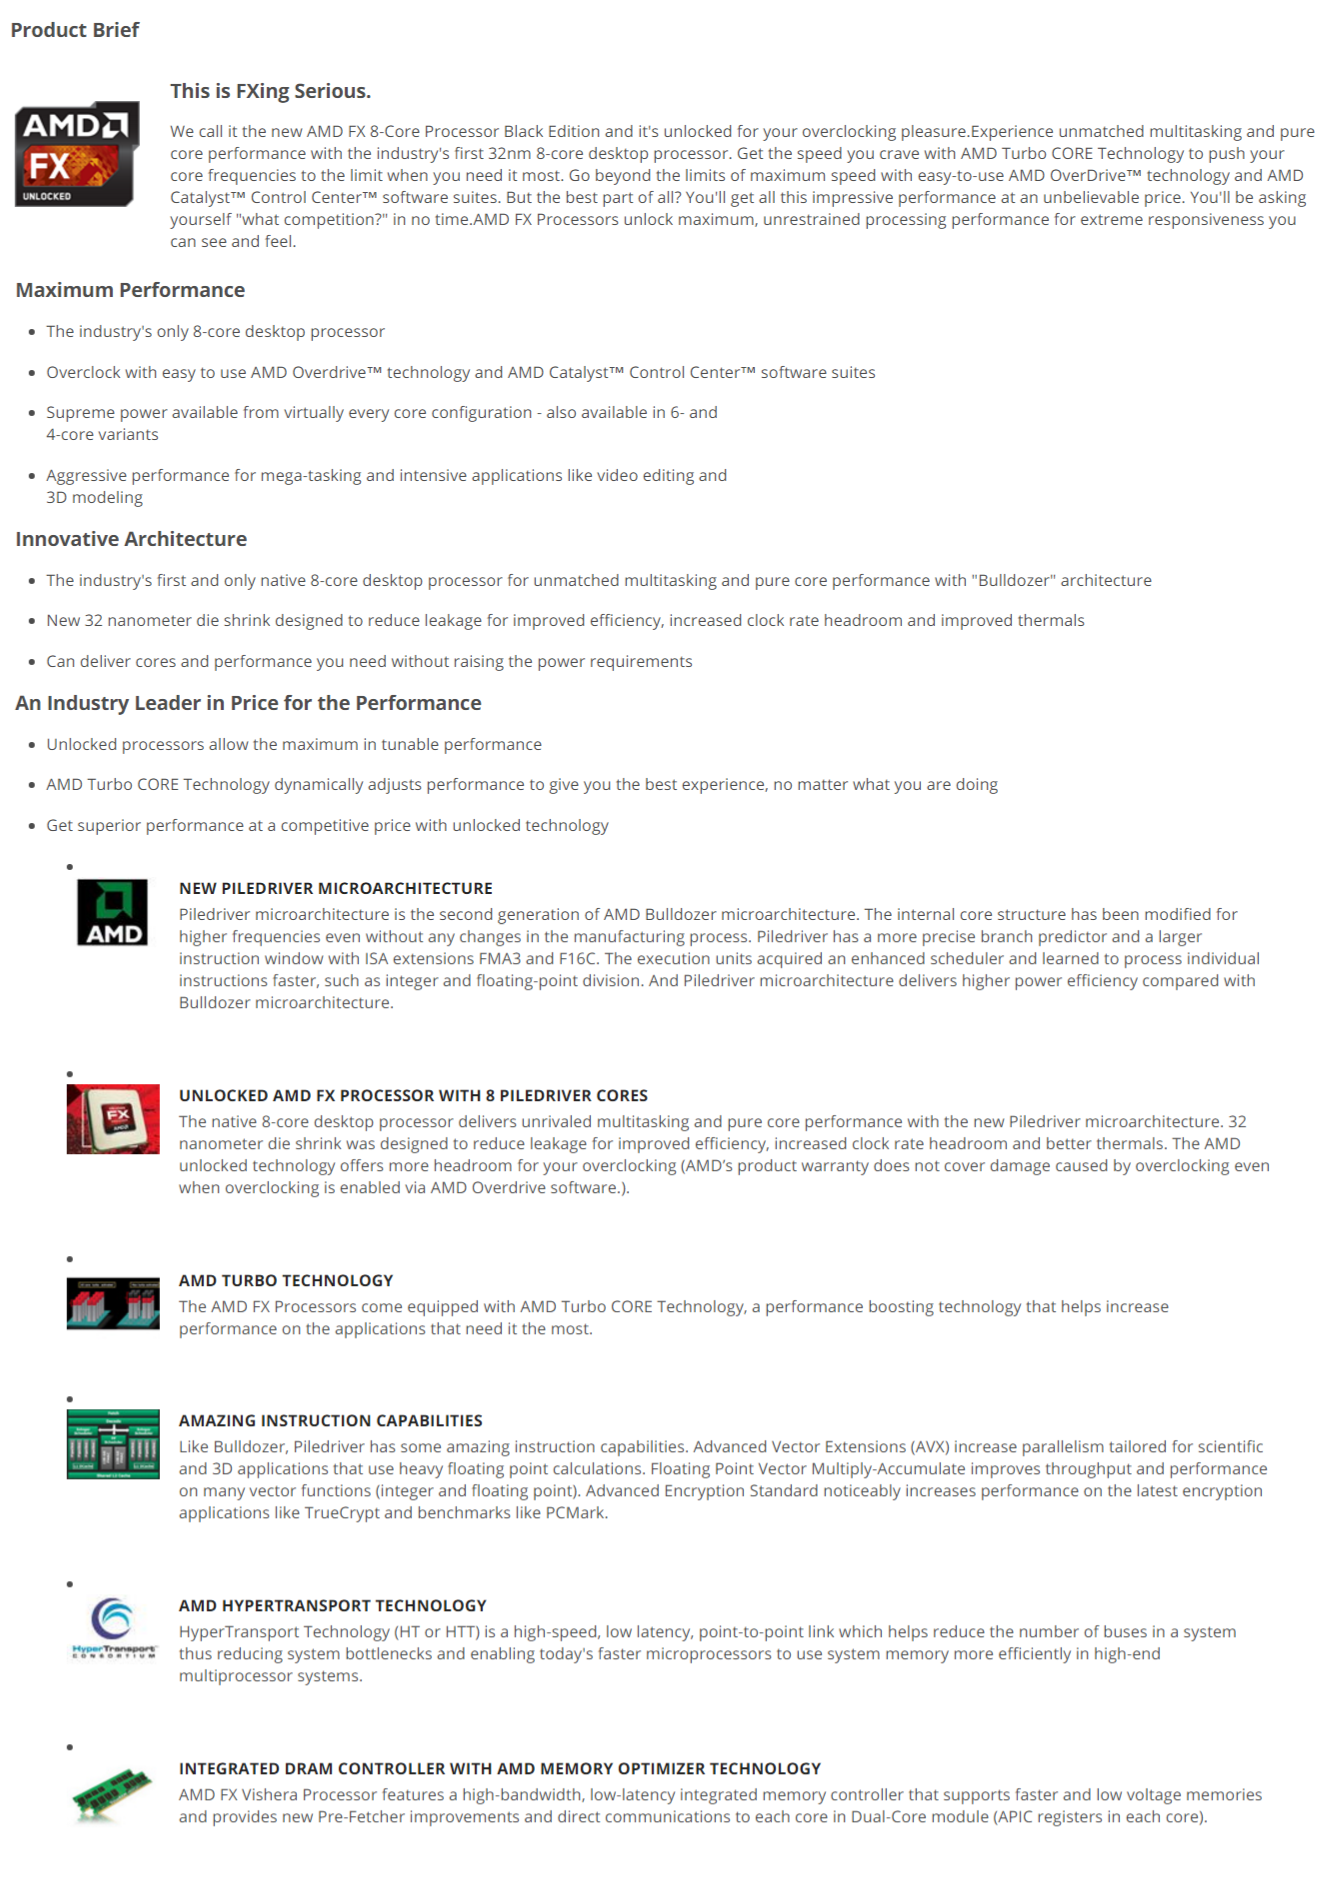 Product Brief
This is FXing Serious.
AMD
FX
UNLOCKED
We call it the new AMD FX 8-Core Processor Black Edition and it's unlocked for your overclocking pleasure.Experience unmatched multitasking and pure
core performance with the industry's first 32nm 8-core desktop processor. Get the speed you crave with AMD Turbo CORE Technology to push your
core frequencies to the limit when you need it most. Go beyond the limits of maximum speed with easy-to-use AMD OverDrive™ technology and AMD
Catalyst™ Control Center™ software suites. But the best part of all? You'll get all this impressive performance at an unbelievable price. You'll be asking
yourself "what competition?" in no time.AMD FX Processors unlock maximum, unrestrained processing performance for extreme responsiveness you
can see and feel.
Maximum Performance
• The industry's only 8-core desktop processor
• Overclock with easy to use AMD Overdrive™ technology and AMD Catalyst™ Control Center™ software suites
• Supreme power available from virtually every core configuration - also available in 6- and
4-core variants
• Aggressive performance for mega-tasking and intensive applications like video editing and
3D modeling
Innovative Architecture
• The industry's first and only native 8-core desktop processor for unmatched multitasking and pure core performance with "Bulldozer" architecture
• New 32 nanometer die shrink designed to reduce leakage for improved efficiency, increased clock rate headroom and improved thermals
• Can deliver cores and performance you need without raising the power requirements
An Industry Leader in Price for the Performance
• Unlocked processors allow the maximum in tunable performance
• AMD Turbo CORE Technology dynamically adjusts performance to give you the best experience, no matter what you are doing
• Get superior performance at a competitive price with unlocked technology
AMD
NEW PILEDRIVER MICROARCHITECTURE
Piledriver microarchitecture is the second generation of AMD Bulldozer microarchitecture. The internal core structure has been modified for
higher frequencies even without any changes in the manufacturing process. Piledriver has a more precise branch predictor and a larger
instruction window with ISA extensions FMA3 and F16C. The execution units acquired an enhanced scheduler and learned to process individual
instructions faster, such as integer and floating-point division. And Piledriver microarchitecture delivers higher power efficiency compared with
Bulldozer microarchitecture.
FX
AMD
UNLOCKED AMD FX PROCESSOR WITH 8 PILEDRIVER CORES
The native 8-core desktop processor delivers unrivaled multitasking and pure core performance with the new Piledriver microarchitecture. 32
nanometer die shrink was designed to reduce leakage for improved efficiency, increased clock rate headroom and better thermals. The AMD
unlocked technology offers more headroom for your overclocking (AMD's product warranty does not cover damage caused by overclocking even
when overclocking is enabled via AMD Overdrive software.).
AMD TURBO TECHNOLOGY
The AMD FX Processors come equipped with AMD Turbo CORE Technology, a performance boosting technology that helps increase
performance on the applications that need it the most.
AMAZING INSTRUCTION CAPABILITIES
Like Bulldozer, Piledriver has some amazing instruction capabilities. Advanced Vector Extensions (AVX) increase parallelism tailored for scientific
and 3D applications that use heavy floating point calculations. Floating Point Vector Multiply-Accumulate improves throughput and performance
on many vector functions (integer and floating point). Advanced Encryption Standard noticeably increases performance on the latest encryption
applications like TrueCrypt and benchmarks like PCMark.
HyperTransport
CONSORTIUM
AMD HYPERTRANSPORT TECHNOLOGY
HyperTransport Technology (HT or HTT) is a high-speed, low latency, point-to-point link which helps reduce the number of buses in a system
thus reducing system bottlenecks and enabling today's faster microprocessors to use system memory more efficiently in high-end
multiprocessor systems.
INTEGRATED DRAM CONTROLLER WITH AMD MEMORY OPTIMIZER TECHNOLOGY
AMD FX Vishera Processor features a high-bandwidth, low-latency integrated memory controller that supports faster and low voltage memories
and provides new Pre-Fetcher improvements and direct communications to each core in Dual-Core module (APIC registers in each core).